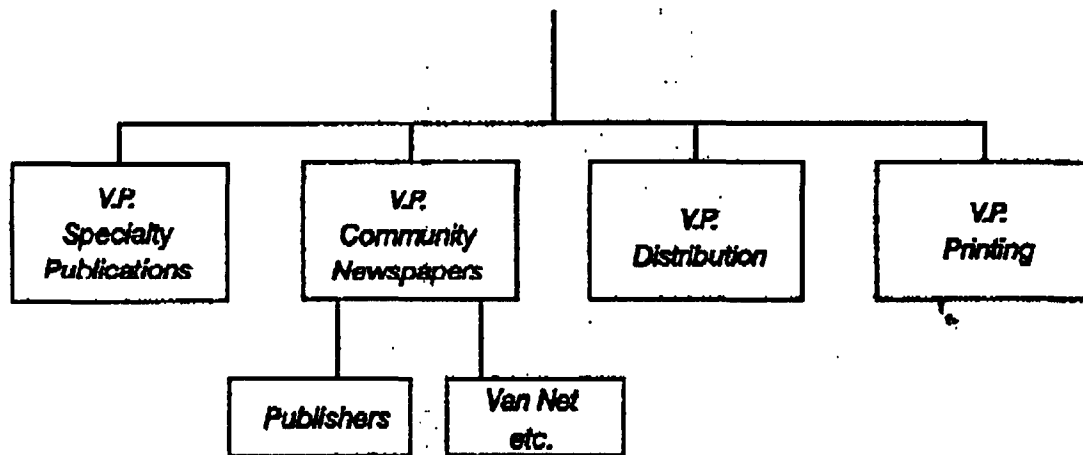 V.P.
Specialty
Publications
V.P.
Community
Newspapers
V.P.
Distribution
V.P.
Printing
Publishers
Van Net
etc.